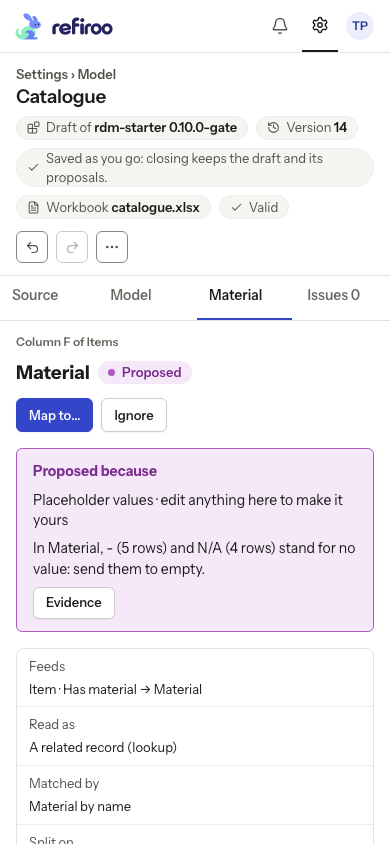 refiroo
TP
Settings › Model
Catalogue
Draft of rdm-starter 0.10.0-gate
Version 14
Saved as you go: closing keeps the draft and its
proposals.
Workbook catalogue.xlsx
Valid
Source
Model
Material
Issues 0
Column F of Items
Material
Proposed
Map to...
Ignore
Proposed because
Placeholder values · edit anything here to make it
yours
In Material, - (5 rows) and N/A (4 rows) stand for no
value: send them to empty.
Evidence
Feeds
Item · Has material → Material
Read as
A related record (lookup)
Matched by
Material by name
Split on